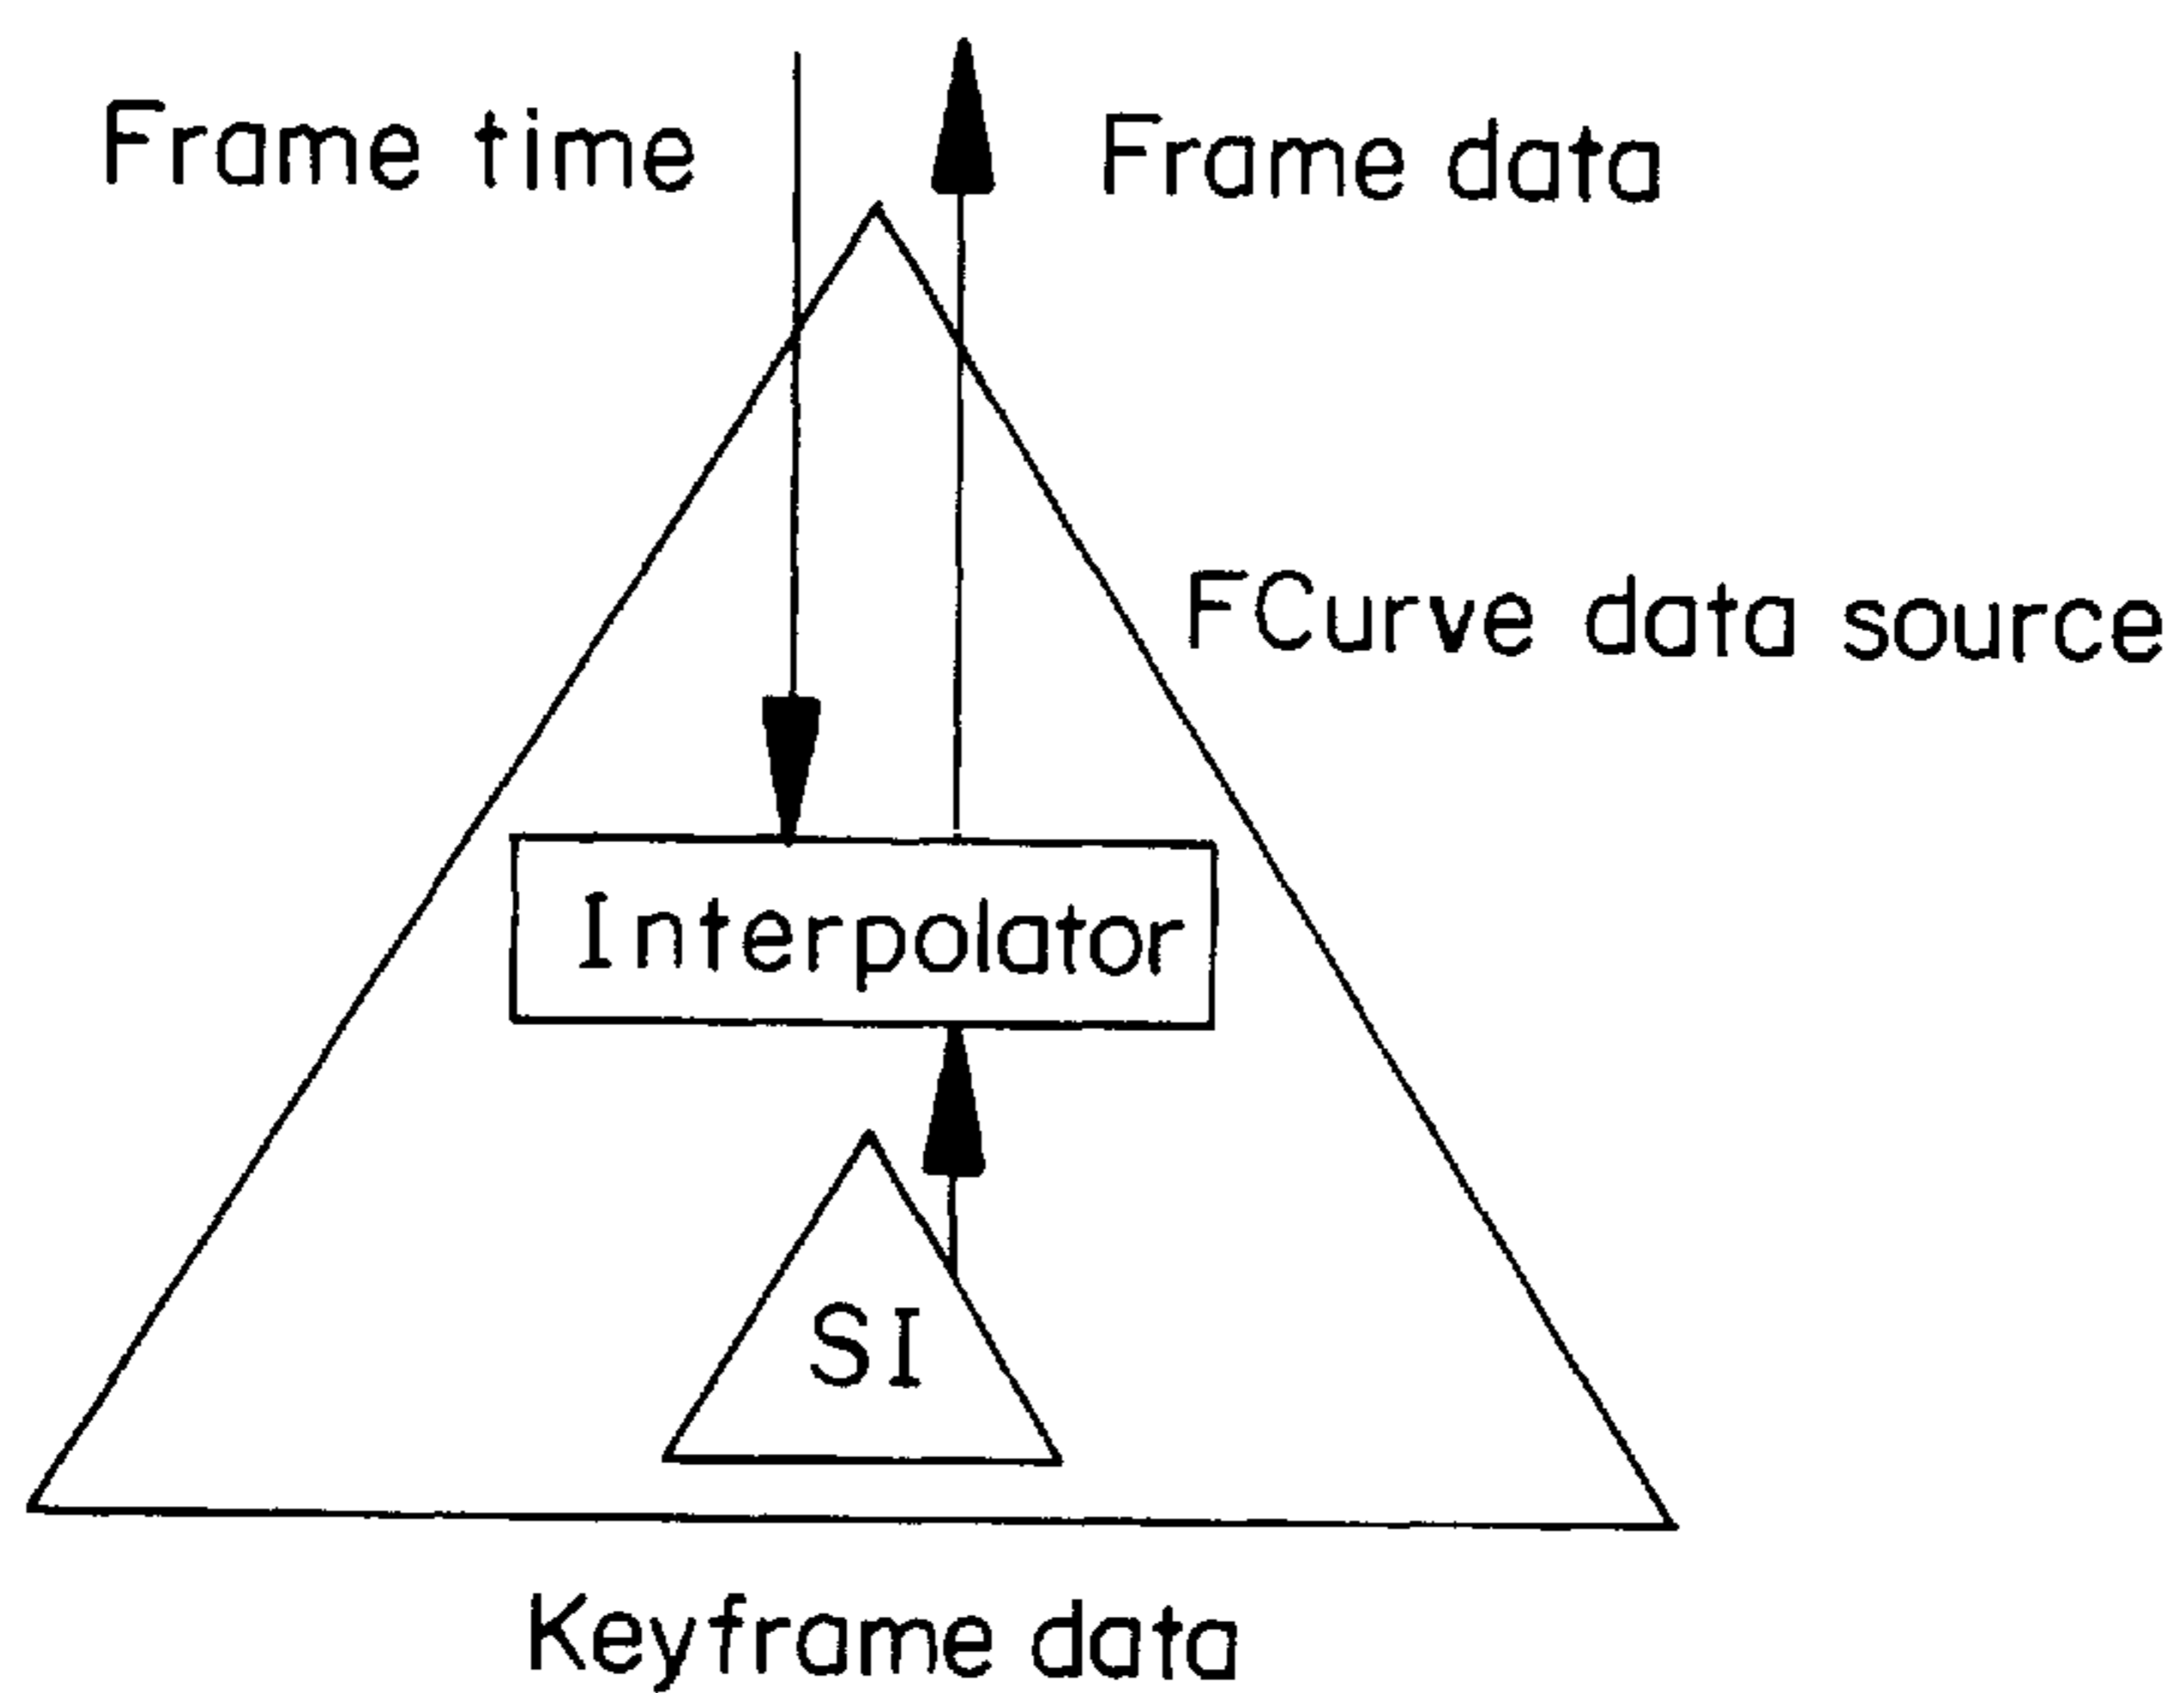 Frame time
Frame data
FCurve data source
Interpolator
SI
Keyframe data